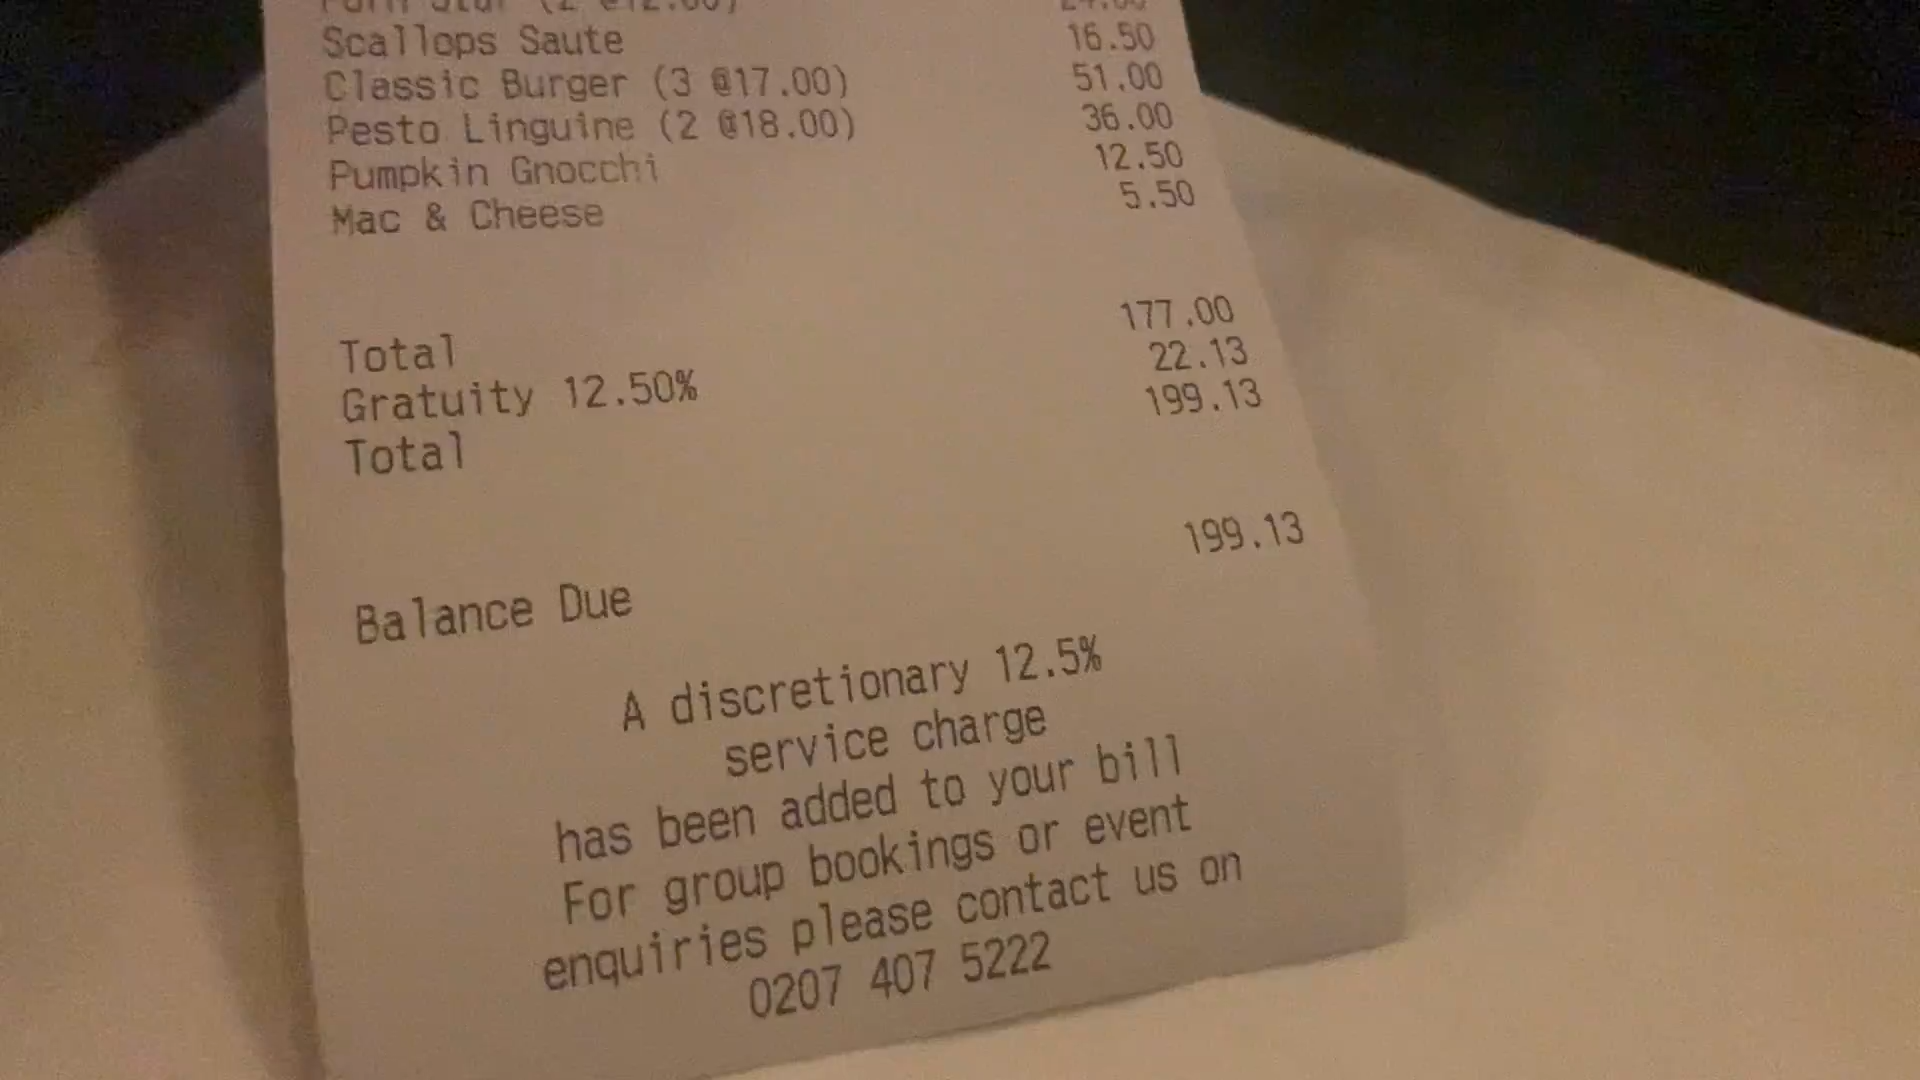 Scallops Saute 16.50
Classic Burger (3 @17.00) 51.00
Pesto Linguine (2 @18.00) 36.00
Pumpkin Gnocchi 12.50
Mac & Cheese 5.50
Total 177.00
Gratuity 12.50% 22.13
Total 199.13
Balance Due 199.13
A discretionary 12.5%
service charge
has been added to your bill
For group bookings or event
enquiries please contact us on
0207 407 5222